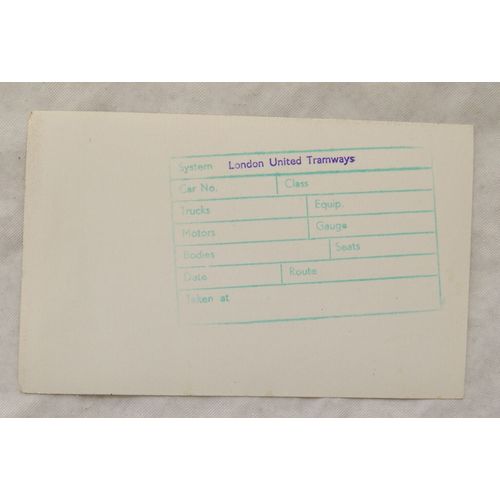 System London United Tramways
Car No. Class
Trucks Equip.
Motors Gauge
Bodies Seats
Date Route
Taken at